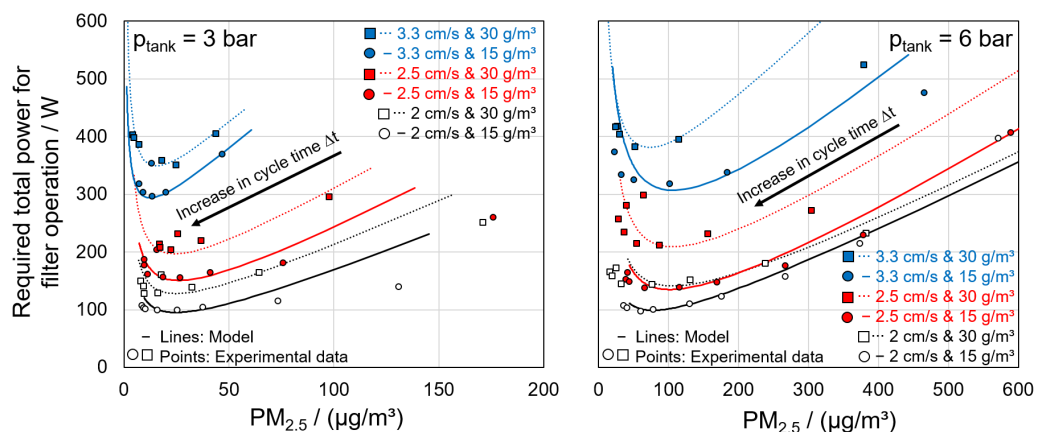 Required total power for
filter operation / W
600
500
400
300
200
100
0
p_tank = 3 bar
3.3 cm/s & 30 g/m³
– 3.3 cm/s & 15 g/m³
2.5 cm/s & 30 g/m³
– 2.5 cm/s & 15 g/m³
2 cm/s & 30 g/m³
– 2 cm/s & 15 g/m³
Increase in cycle time Δt
– Lines: Model
Points: Experimental data
0 50 100 150 200
PM2.5 / (µg/m³)
p_tank = 6 bar
Increase in cycle time Δt
3.3 cm/s & 30 g/m³
– 3.3 cm/s & 15 g/m³
2.5 cm/s & 30 g/m³
– 2.5 cm/s & 15 g/m³
2 cm/s & 30 g/m³
– 2 cm/s & 15 g/m³
– Lines: Model
Points: Experimental data
0 100 200 300 400 500 600
PM2.5 / (µg/m³)